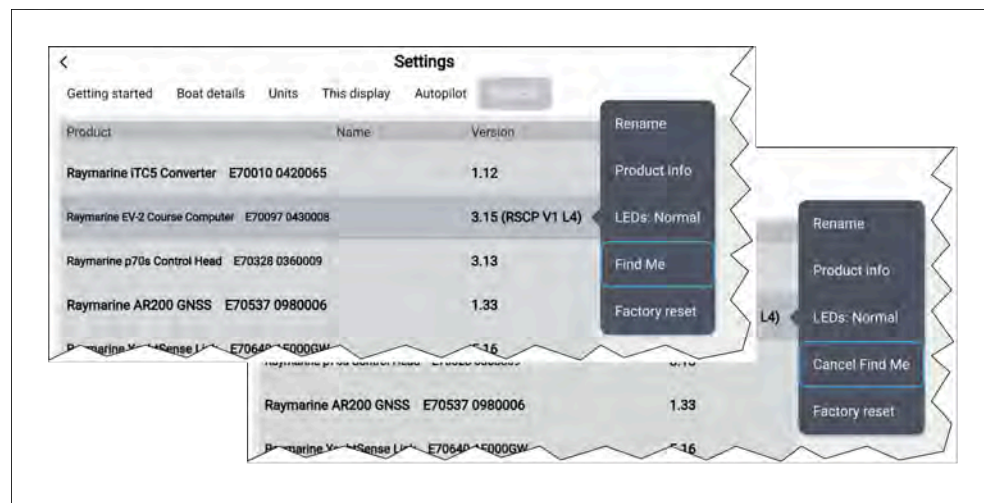 Settings
Getting started Boat details Units This display Autopilot
Product Name Version
Raymarine iTC5 Converter E70010 0420065 1.12
Raymarine EV-2 Course Computer E70097 0430008 3.15 (RSCP V1 L4)
Raymarine p70s Control Head E70328 0360009 3.13
Raymarine AR200 GNSS E70537 0980006 1.33
Rename
Product info
LEDs: Normal
Find Me
Factory reset
L4)
Raymarine AR200 GNSS E70537 0980006 1.33
Rename
Product info
LEDs: Normal
Cancel Find Me
Factory reset